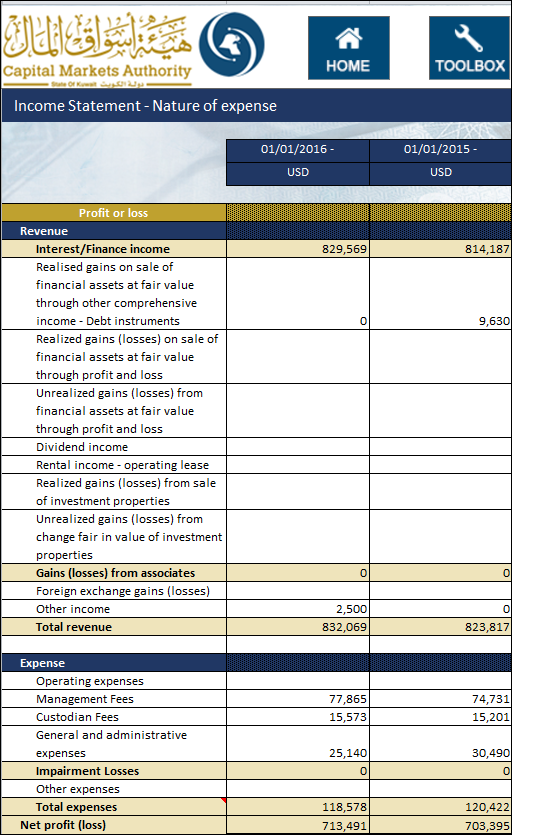 هيئة أسواق المال
Capital Markets Authority
State Of Kuwait دولة الكويت
HOME
TOOLBOX
Income Statement - Nature of expense
01/01/2016 - 01/01/2015 -
USD USD
Profit or loss
Revenue
Interest/Finance income 829,569 814,187
Realised gains on sale of
financial assets at fair value
through other comprehensive
income - Debt instruments 0 9,630
Realized gains (losses) on sale of
financial assets at fair value
through profit and loss
Unrealized gains (losses) from
financial assets at fair value
through profit and loss
Dividend income
Rental income - operating lease
Realized gains (losses) from sale
of investment properties
Unrealized gains (losses) from
change fair in value of investment
properties
Gains (losses) from associates 0 0
Foreign exchange gains (losses)
Other income 2,500 0
Total revenue 832,069 823,817
Expense
Operating expenses
Management Fees 77,865 74,731
Custodian Fees 15,573 15,201
General and administrative
expenses 25,140 30,490
Impairment Losses 0 0
Other expenses
Total expenses 118,578 120,422
Net profit (loss) 713,491 703,395